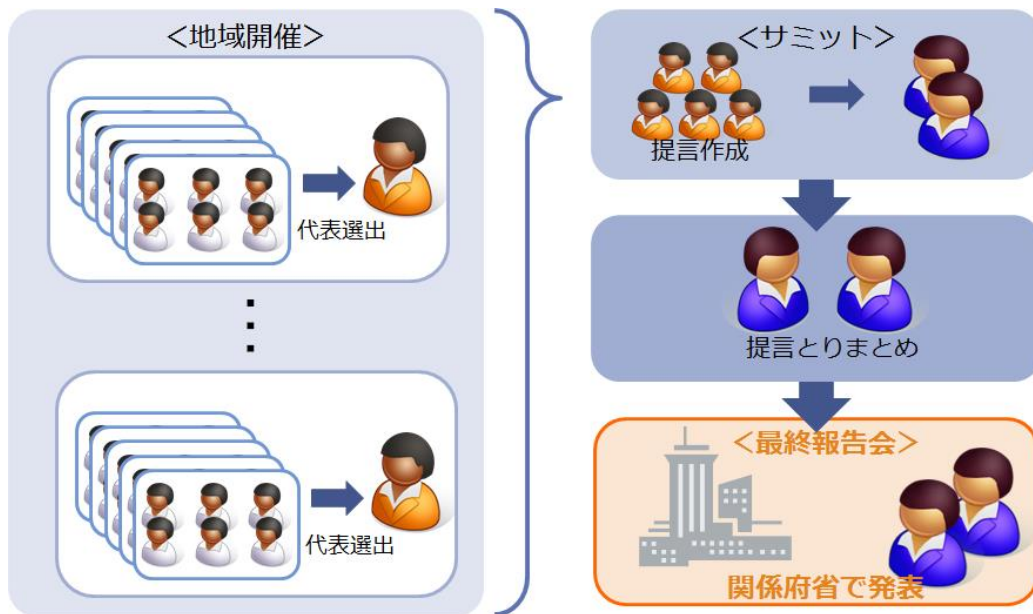 <地域開催>
代表選出
代表選出
<サミット>
提言作成
提言とりまとめ
<最終報告会>
関係府省で発表